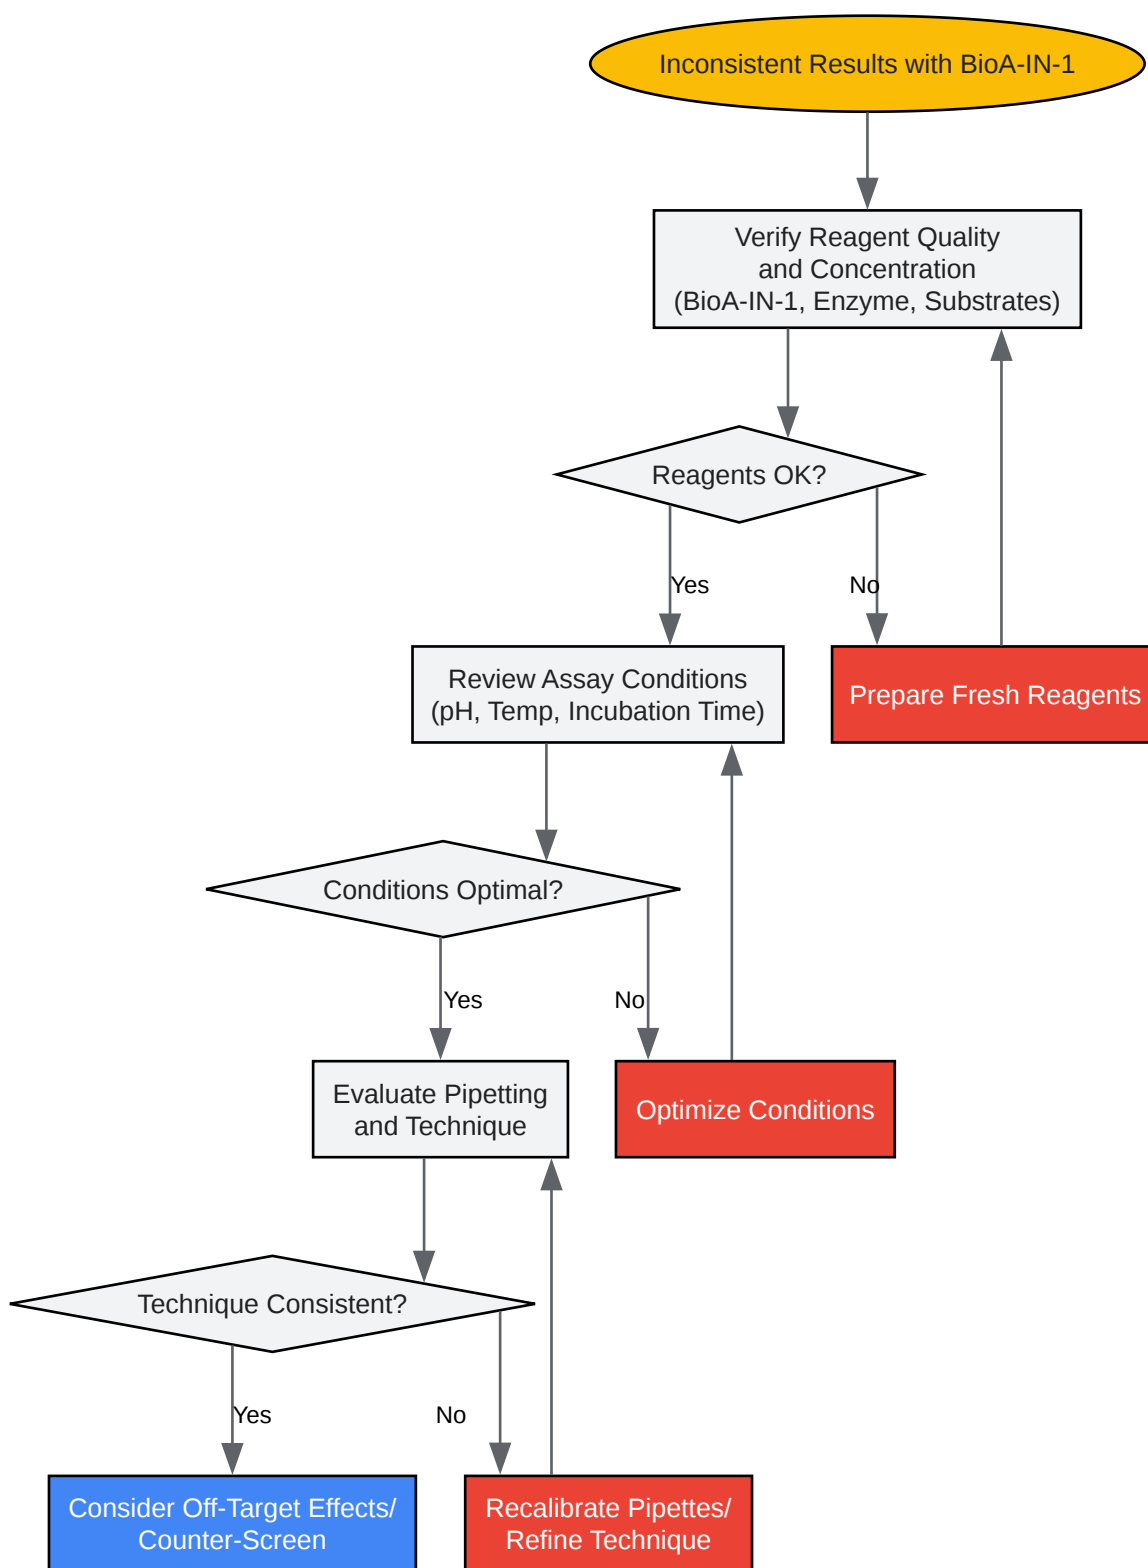 Inconsistent Results with BioA-IN-1
Verify Reagent Quality
and Concentration
(BioA-IN-1, Enzyme, Substrates)
Reagents OK?
Yes
No
Review Assay Conditions
(pH, Temp, Incubation Time)
Prepare Fresh Reagents
Conditions Optimal?
Yes
No
Evaluate Pipetting
and Technique
Optimize Conditions
Technique Consistent?
Yes
No
Consider Off-Target Effects/
Counter-Screen
Recalibrate Pipettes/
Refine Technique